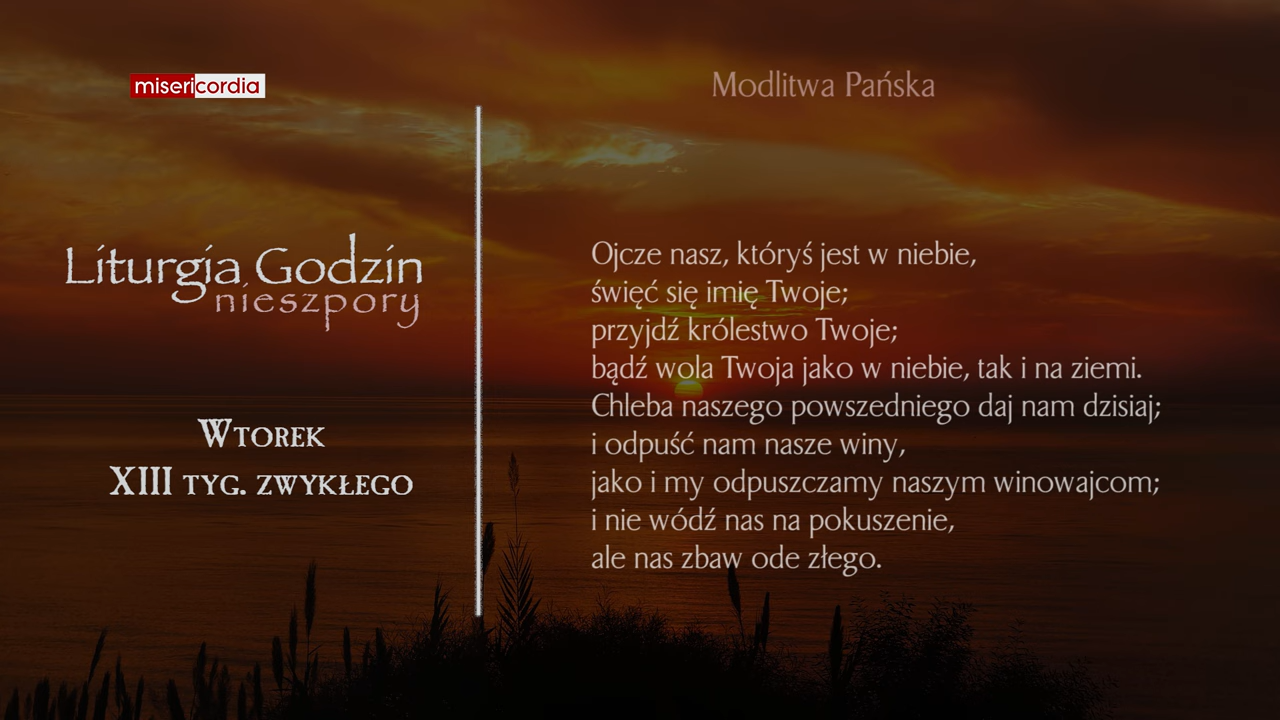 misericordia
Liturgia Godzin
nieszpory
Wtorek
XIII tyg. zwykłego
Modlitwa Pańska
Ojcze nasz, któryś jest w niebie,
święć się imię Twoje;
przyjdź królestwo Twoje;
bądź wola Twoja jako w niebie, tak i na ziemi.
Chleba naszego powszedniego daj nam dzisiaj;
i odpuść nam nasze winy,
jako i my odpuszczamy naszym winowajcom;
i nie wódź nas na pokuszenie,
ale nas zbaw ode złego.